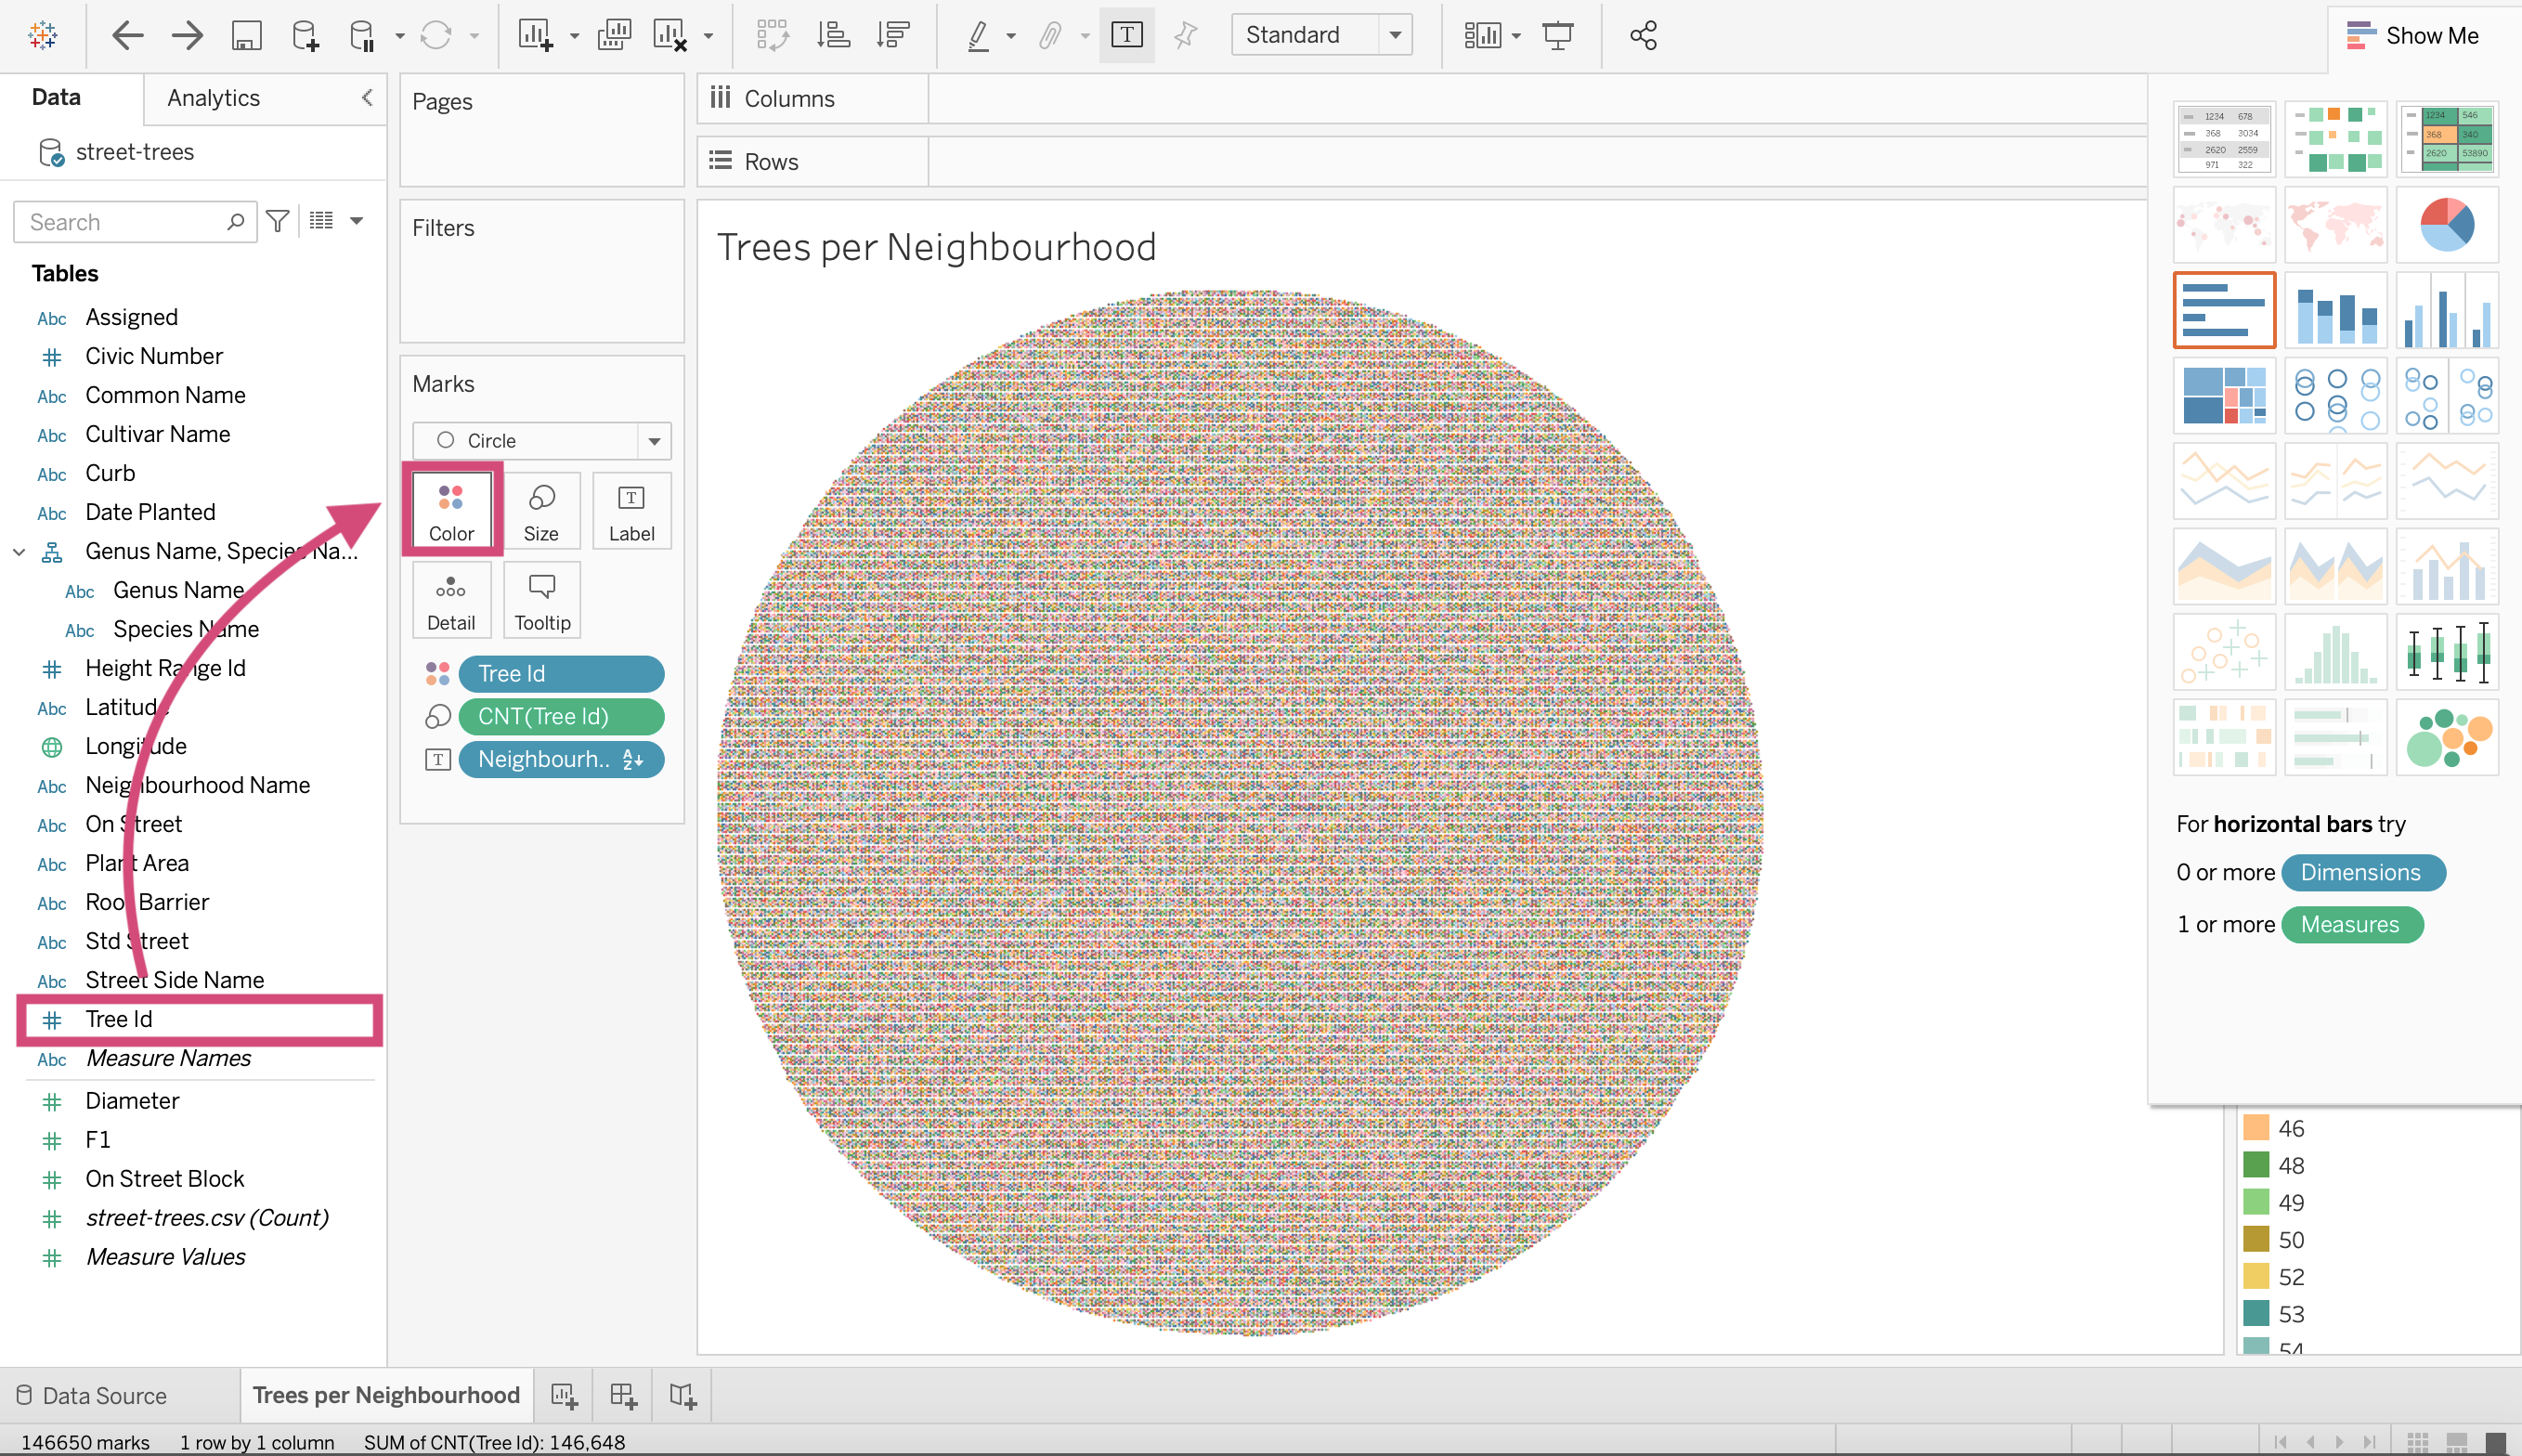 Standard
Show Me
Data
Analytics
street-trees
Search
Tables
Abc Assigned
Civic Number
Abc Common Name
Abc Cultivar Name
Abc Curb
Abc Date Planted
Genus Name, Species Na...
Abc Genus Name
Abc Species Name
Height Range Id
Abc Latitude
Longitude
Abc Neighbourhood Name
Abc On Street
Abc Plant Area
Abc Root Barrier
Abc Std Street
Abc Street Side Name
Tree Id
Abc Measure Names
Diameter
F1
On Street Block
street-trees.csv (Count)
Measure Values
Pages
Filters
Marks
Circle
Color
Size
Label
Detail
Tooltip
Tree Id
CNT(Tree Id)
Neighbourh..
Columns
Rows
Trees per Neighbourhood
1234 678
368 3034
2620 2559
971 322
1234 546
368 340
2620 53890
For horizontal bars try
0 or more Dimensions
1 or more Measures
46
48
49
50
52
53
54
Data Source
Trees per Neighbourhood
146650 marks 1 row by 1 column SUM of CNT(Tree Id): 146,648